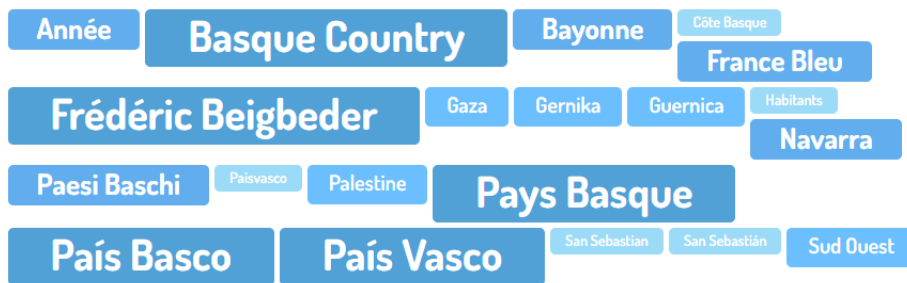 Année Basque Country Bayonne Côte Basque
France Bleu
Frédéric Beigbeder Gaza Gernika Guernica Habitants
Navarra
Paesi Baschi Paisvasco Palestine Pays Basque
País Basco País Vasco San Sebastian San Sebastián Sud Ouest